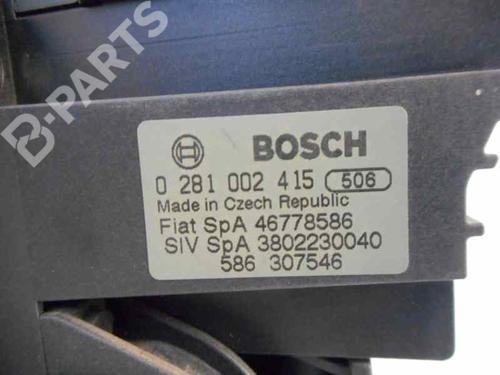 B-PARTS
BOSCH
0 281 002 415 506
Made in Czech Republic
Fiat SpA 46778586
SIV SpA 3802230040
586 307546